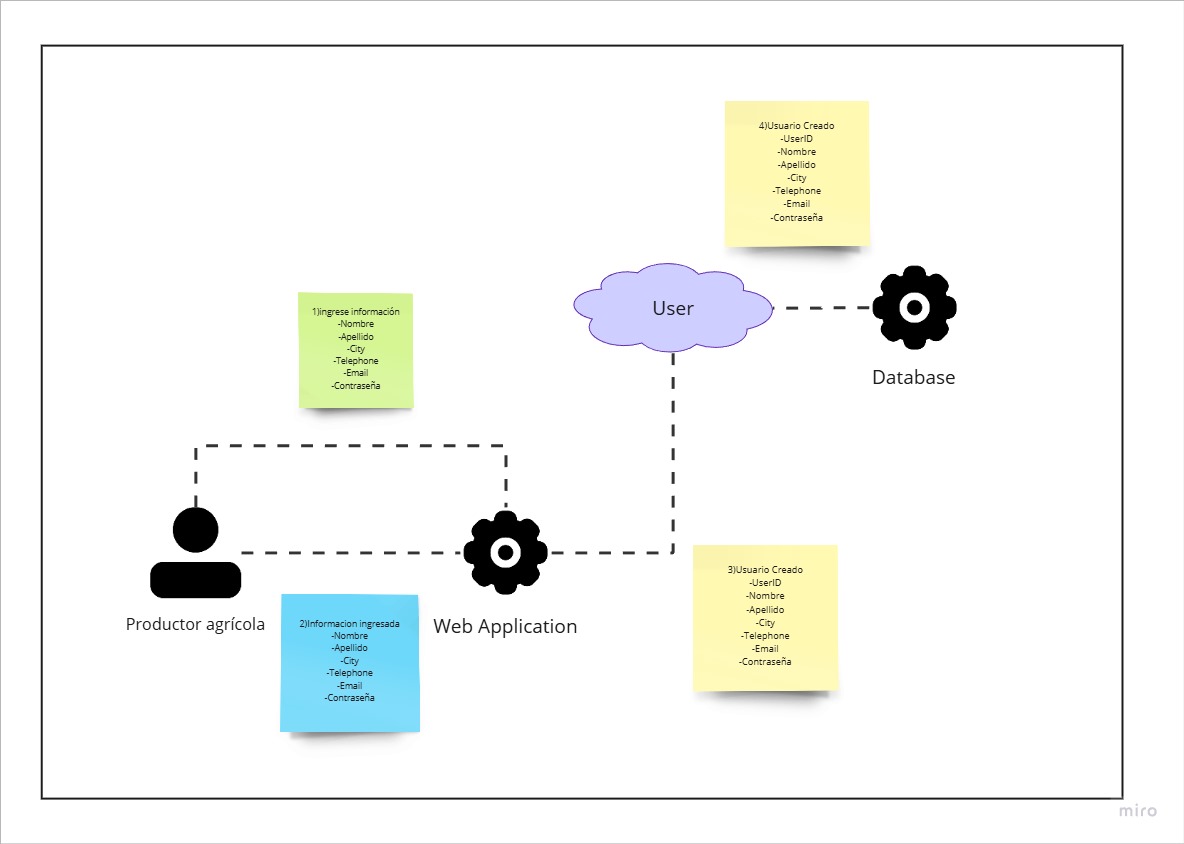 4)Usuario Creado
-UserID
-Nombre
-Apellido
-City
-Telephone
-Email
-Contraseña
User
Database
1)ingrese información
-Nombre
-Apellido
-City
-Telephone
-Email
-Contraseña
Productor agrícola
Web Application
2)Informacion ingresada
-Nombre
-Apellido
-City
-Telephone
-Email
-Contraseña
3)Usuario Creado
-UserID
-Nombre
-Apellido
-City
-Telephone
-Email
-Contraseña
miro